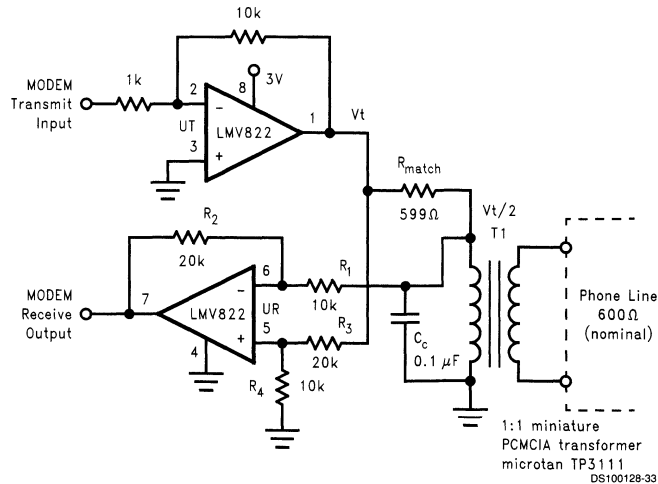 10k
MODEM
Transmit
Input
1k
2
8
3V
UT
LMV822
1
Vt
3
−
+
R match
599Ω
Vt/2
T1
R2
20k
6
R1
10k
MODEM
Receive
Output
7
LMV822
−
+
UR
5
R3
20k
4
R4
10k
Cc
0.1 μF
Phone Line
600Ω
(nominal)
1:1 miniature
PCMCIA transformer
microtan TP3111
DS100128-33